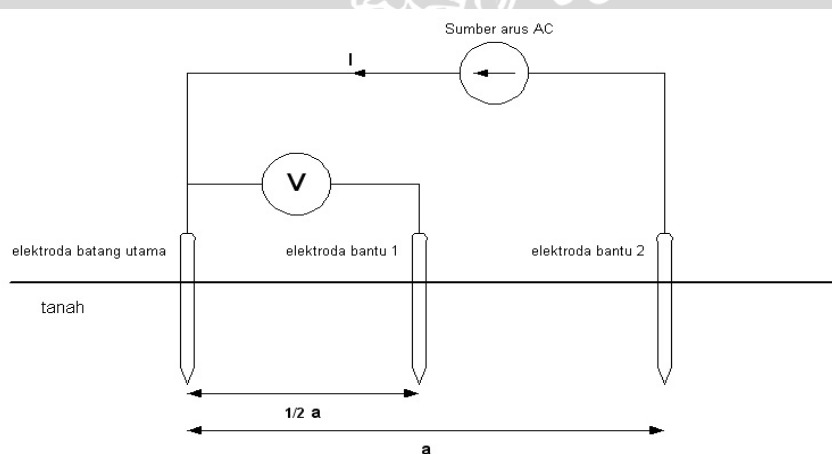 Sumber arus AC
I
V
elektroda batang utama
elektroda bantu 1
elektroda bantu 2
tanah
1/2 a
a